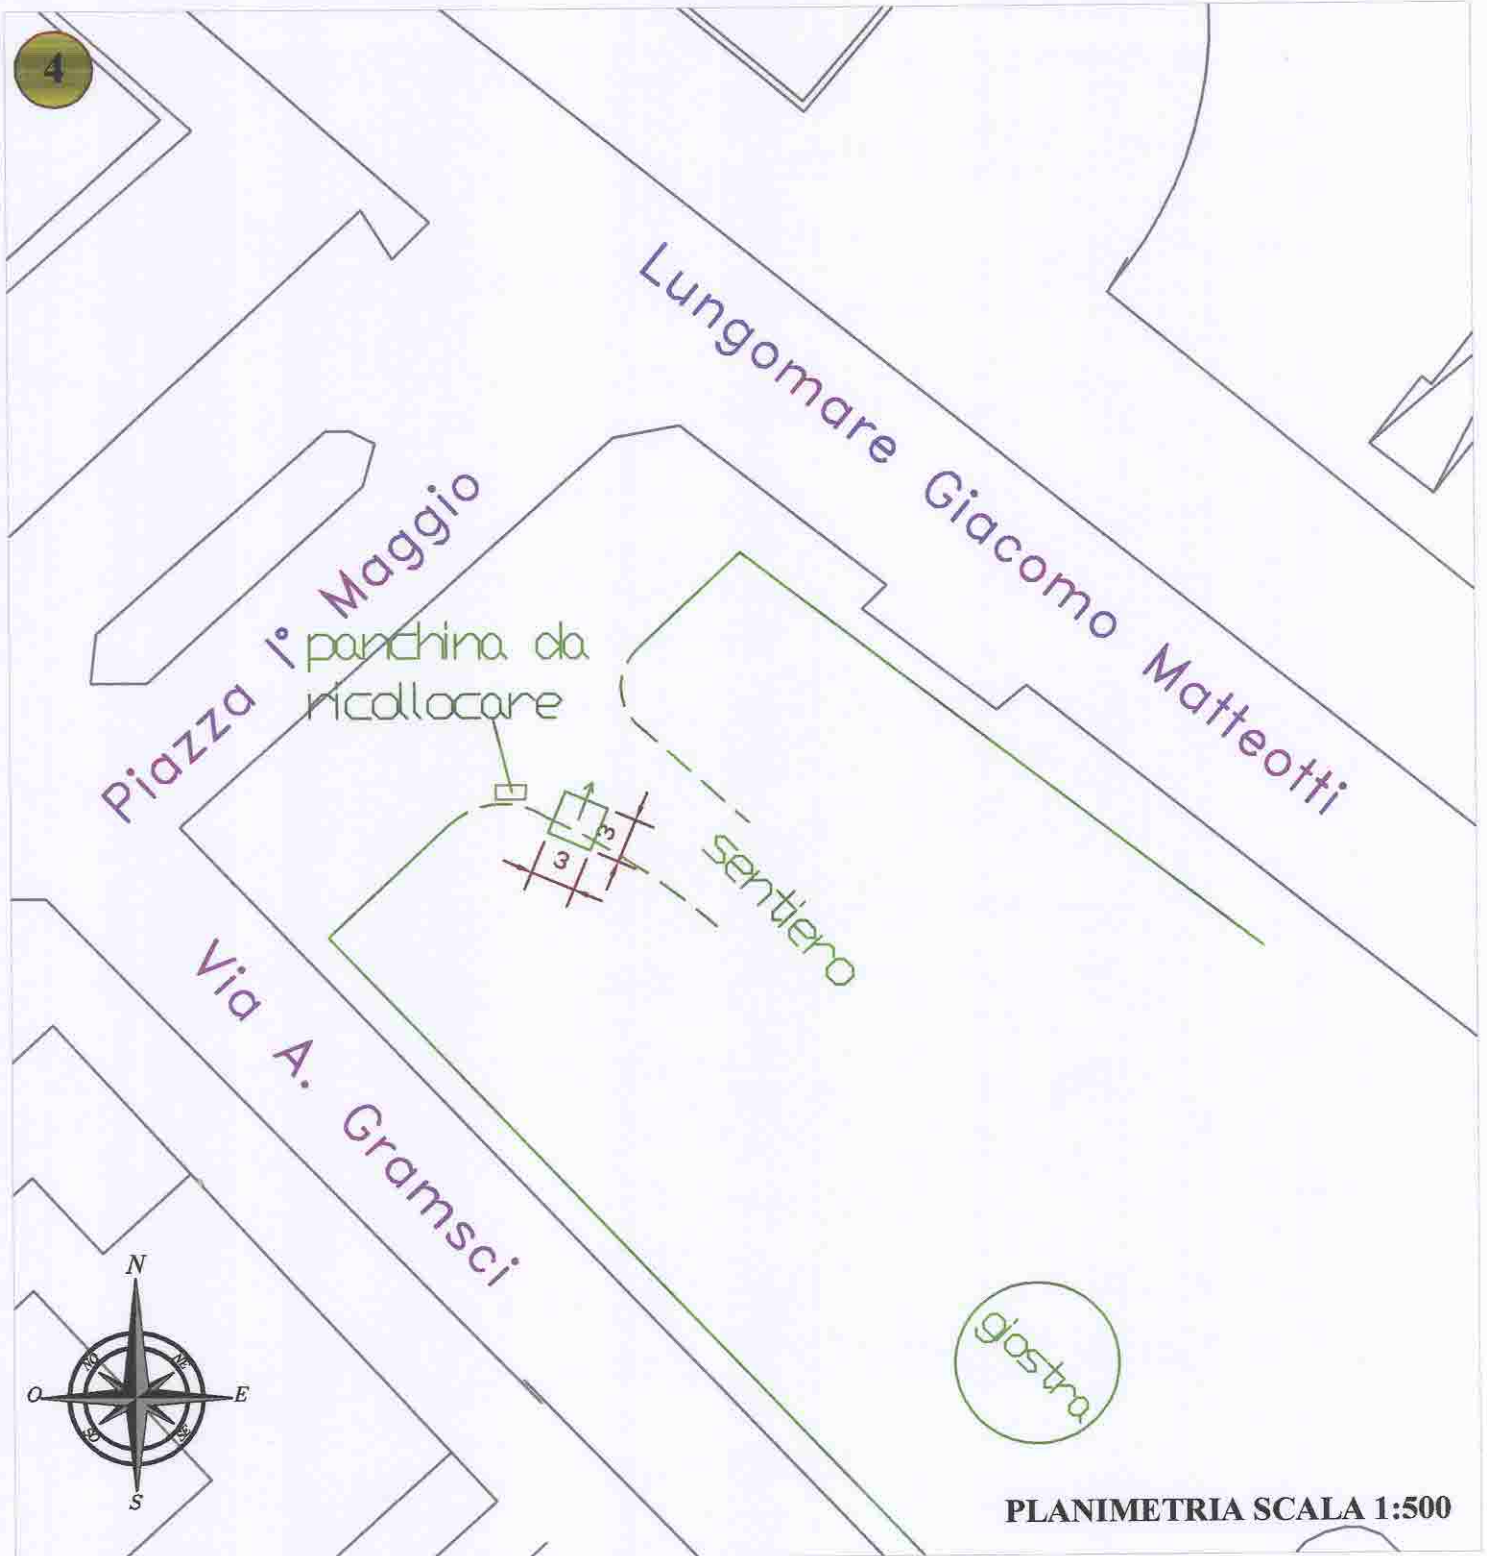 4
Lungomare Giacomo Matteotti
Piazza I° Maggio
panchina da
ricollocare
3
3
sentiero
Via A. Gramsci
giostra
N
NO
NE
O
E
SO
SE
S
PLANIMETRIA SCALA 1:500